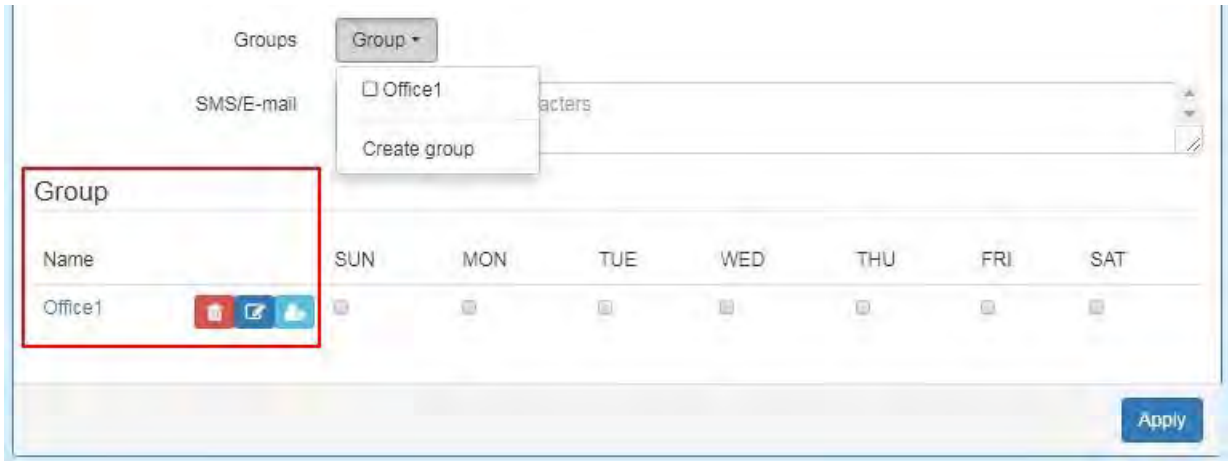 Groups Group
Office1
SMS/E-mail acters
Create group
Group
Name SUN MON TUE WED THU FRI SAT
Office1
Apply